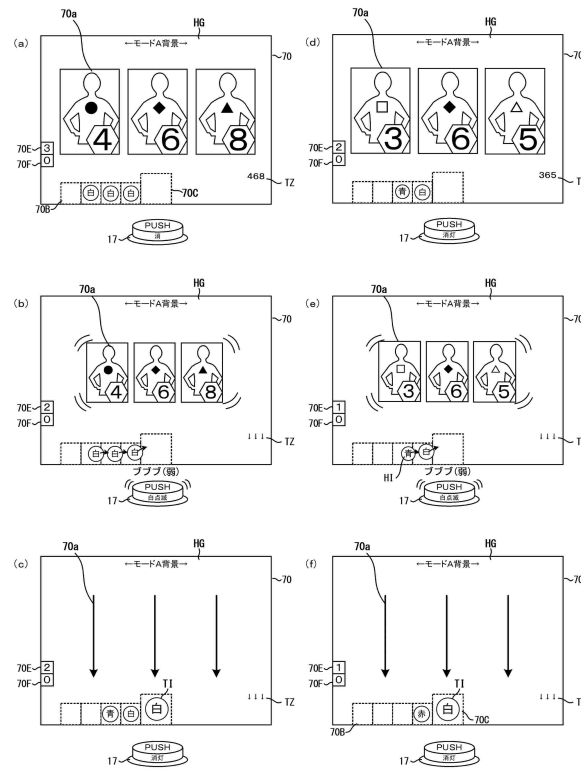 (a)
70a
HG
←モードA背景→
70
4
6
8
70E
3
70F
0
468
TZ
白
白
白
70B
70C
PUSH
消
17
(d)
70a
HG
←モードA背景→
70
3
6
5
70E
2
70F
0
365
TZ
青
白
PUSH
消灯
17
(b)
70a
HG
←モードA背景→
70
4
6
8
70E
2
70F
0
↓↓↓
TZ
白
白
白
ブブブ(弱)
PUSH
白点滅
17
(e)
70a
HG
←モードA背景→
70
3
6
5
70E
1
70F
0
↓↓↓
T
青
白
HI
ブブブ(弱)
PUSH
白点滅
17
(c)
70a
HG
←モードA背景→
70
70E
2
70F
0
TI
↓↓↓
TZ
青
白
白
PUSH
消灯
17
(f)
70a
HG
←モードA背景→
70
70E
1
70F
0
TI
↓↓↓
T
赤
白
70B
70C
PUSH
消灯
17